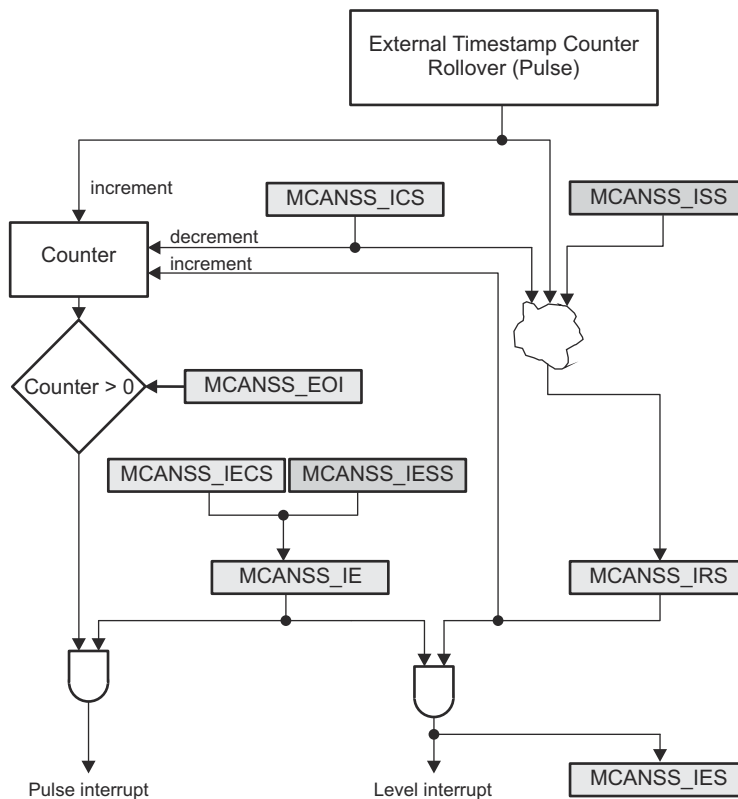 External Timestamp Counter
Rollover (Pulse)
increment
MCANSS_ICS
MCANSS_ISS
decrement
Counter
increment
Counter > 0
MCANSS_EOI
MCANSS_IECS
MCANSS_IESS
MCANSS_IE
MCANSS_IRS
Pulse interrupt
Level interrupt
MCANSS_IES